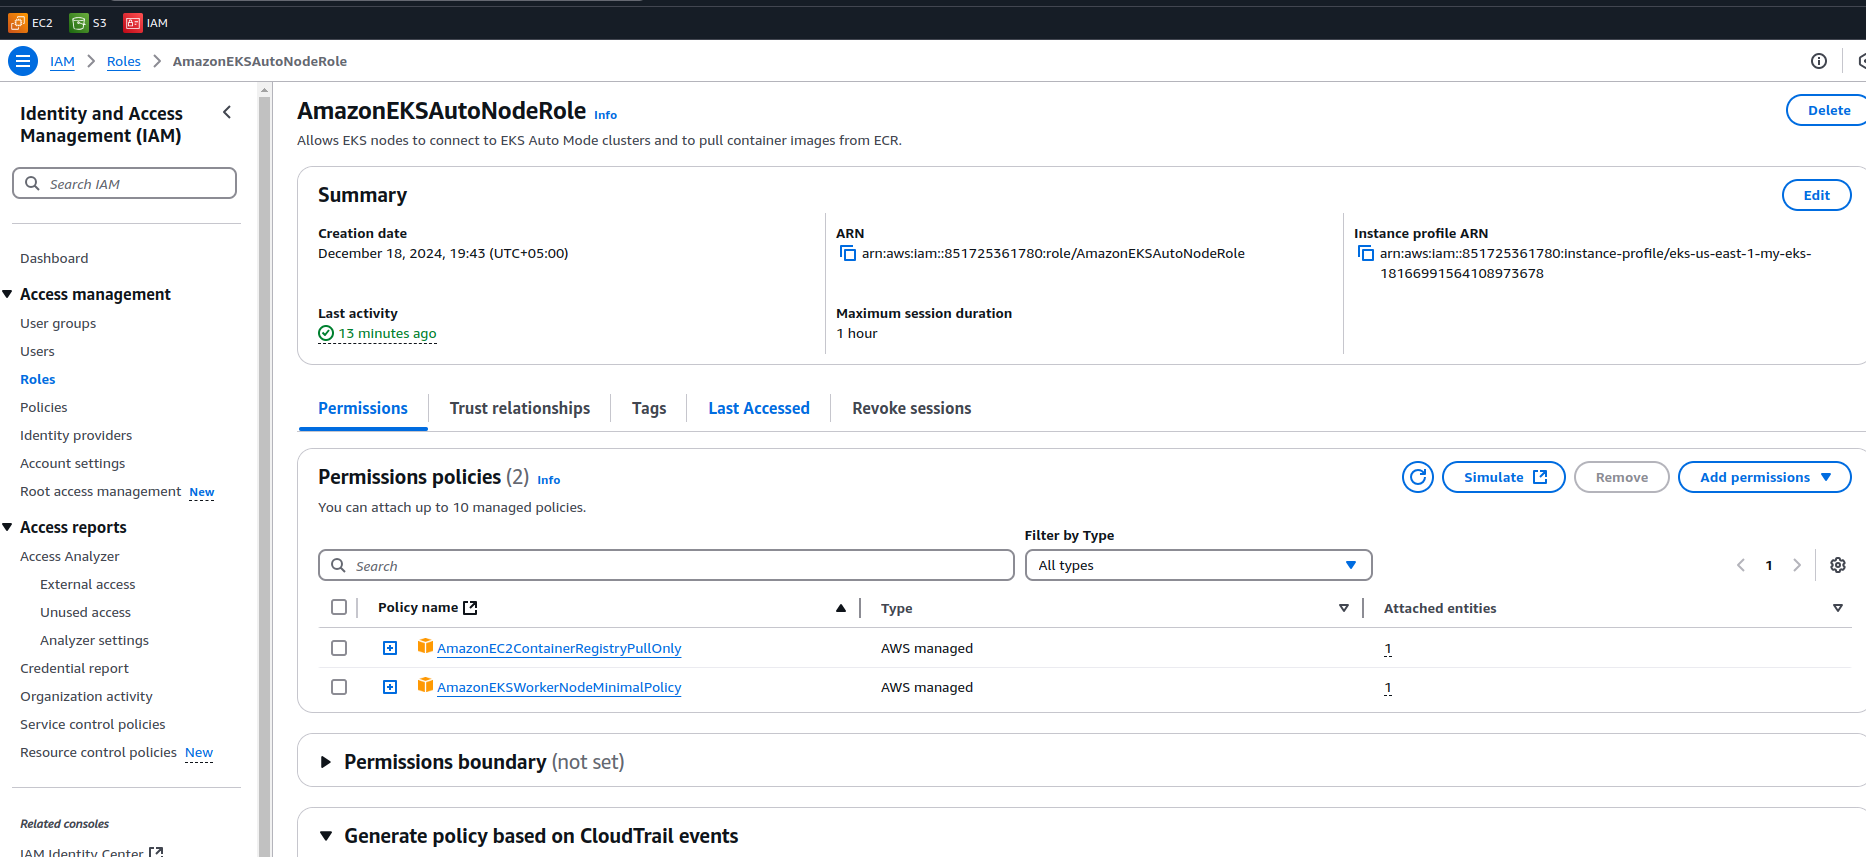 EC2 S3 IAM
IAM Roles AmazonEKSAutoNodeRole
Identity and Access
Management (IAM)
Search IAM
Dashboard
Access management
User groups
Users
Roles
Policies
Identity providers
Account settings
Root access management New
Access reports
Access Analyzer
External access
Unused access
Analyzer settings
Credential report
Organization activity
Service control policies
Resource control policies New
Related consoles
IAM Identity Center
AmazonEKSAutoNodeRole Info
Delete
Allows EKS nodes to connect to EKS Auto Mode clusters and to pull container images from ECR.
Summary
Edit
Creation date
December 18, 2024, 19:43 (UTC+05:00)
Last activity
13 minutes ago
ARN
arn:aws:iam::851725361780:role/AmazonEKSAutoNodeRole
Maximum session duration
1 hour
Instance profile ARN
arn:aws:iam::851725361780:instance-profile/eks-us-east-1-my-eks-
18166991564108973678
Permissions Trust relationships Tags Last Accessed Revoke sessions
Permissions policies (2) Info
Simulate Remove Add permissions
You can attach up to 10 managed policies.
Filter by Type
Search All types 1
Policy name Type Attached entities
AmazonEC2ContainerRegistryPullOnly AWS managed 1
AmazonEKSWorkerNodeMinimalPolicy AWS managed 1
Permissions boundary (not set)
Generate policy based on CloudTrail events